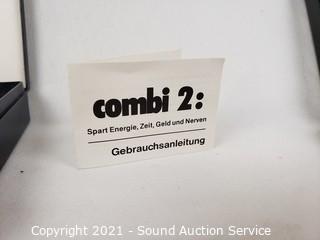 combi 2:
Spart Energie, Zeit, Geld und Nerven
Gebrauchsanleitung
Copyright 2021 - Sound Auction Service